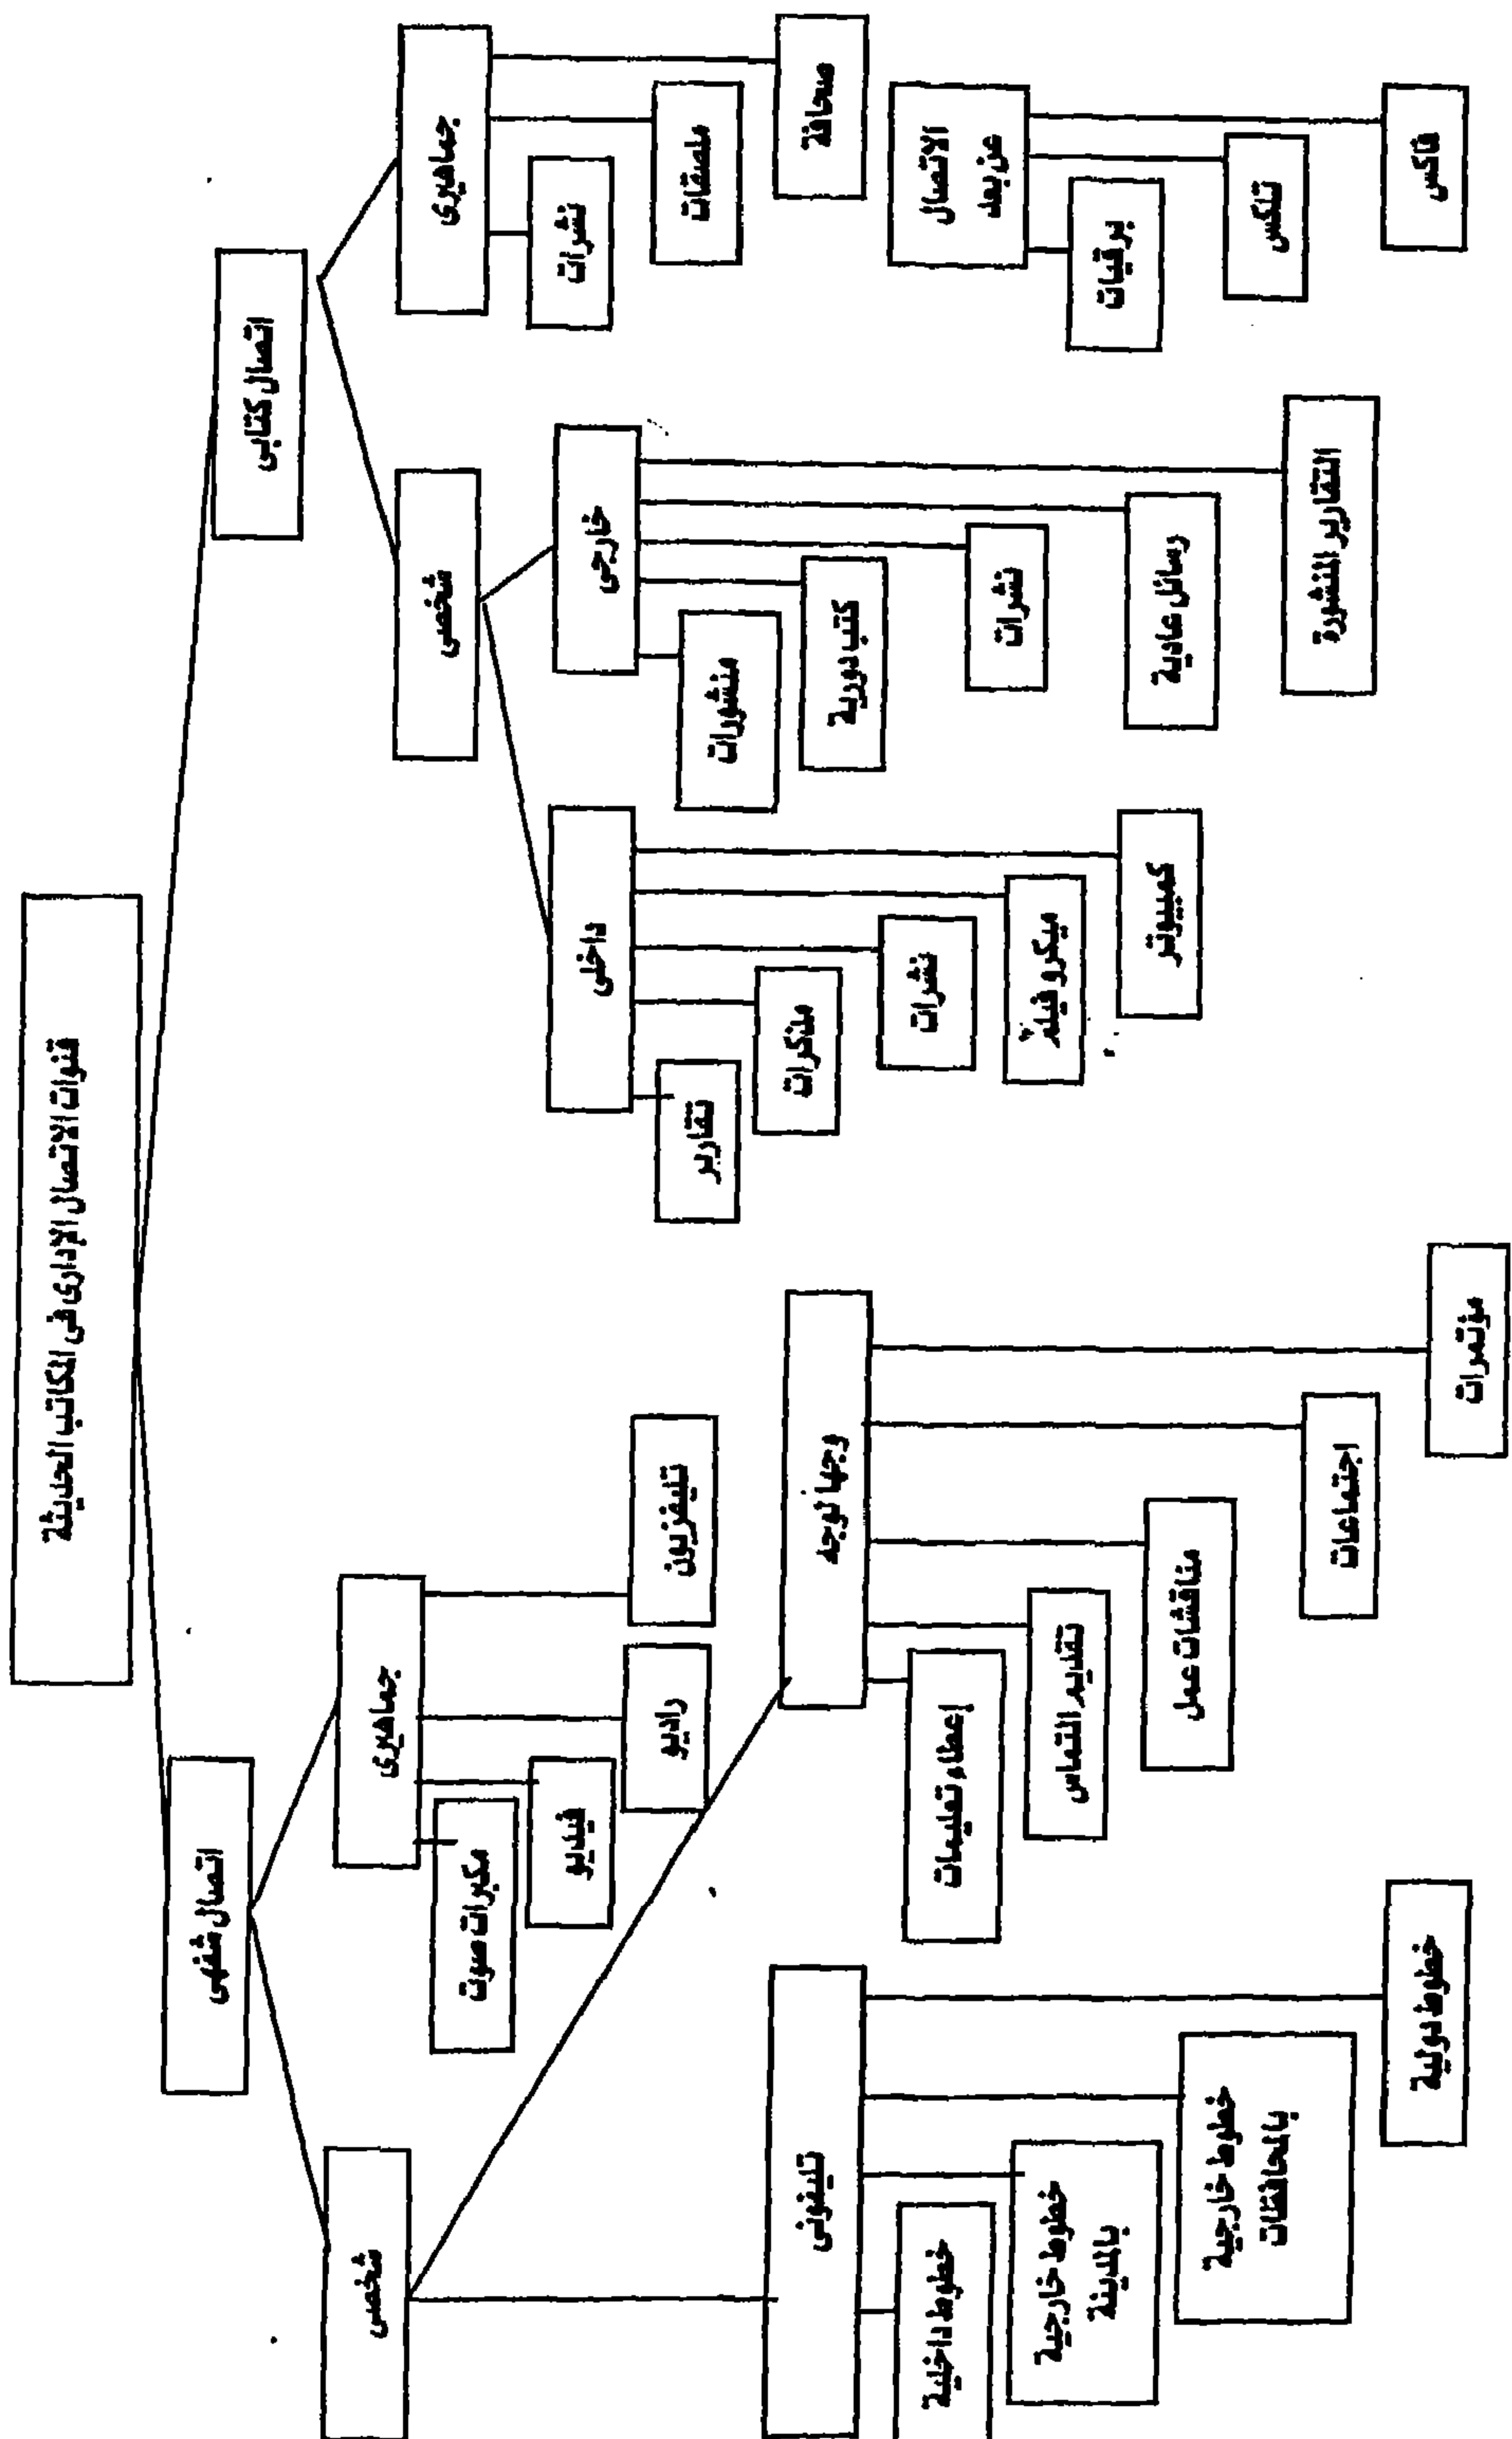 قنوات الاتصال الإدارى فى المكاتب الحديثة
اتصال كتابى
اتصال شفهى
جماهيرى
نشرات
ملصقات
صحافة
الاتصال
عن بعد
برقيات
تلكس
فاكس
شخصى
خارجى
منشورات
كتب دورية
نشرات
رسائل عادية
التقارير المنشورة
داخلى
تقارير
مذكرات
نشرات
ميكروفيلم
كمبيوتر
جماهيرى
مكبرات صوت
فيديو
راديو
تليفزيون
شخصى
وجها لوجه
إعطاء تعليمات
تقديم التماس
مناقشات عمل
اجتماعات
مؤتمرات
تليفونى
خطوط داخلية
خطوط خارجية
بالمدينة
خطوط خارجية
بالمحافظات
خطوط دولية